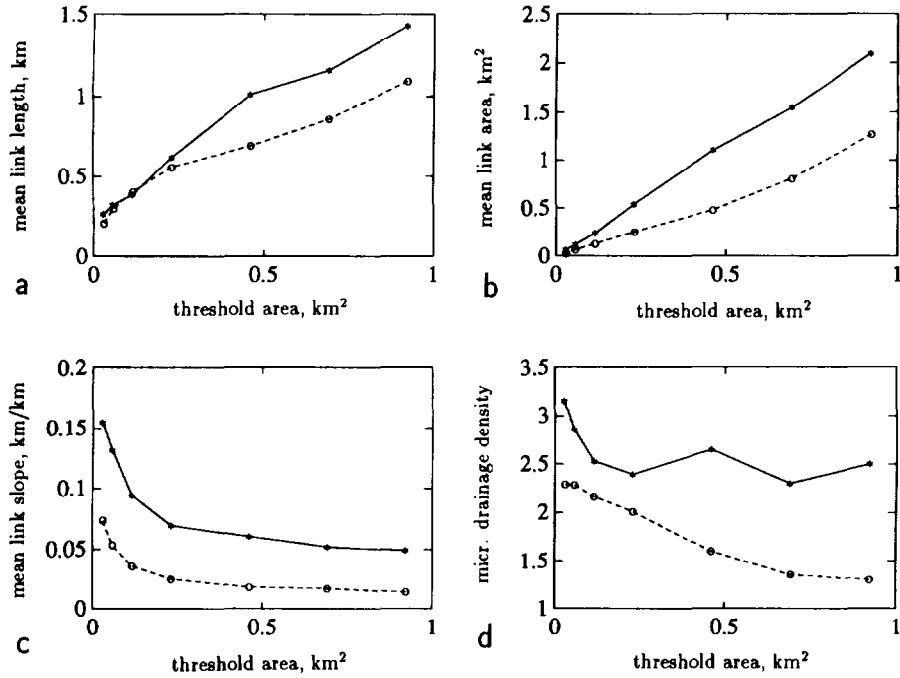 1.5
1
0.5
0
mean link length, km
0
0.5
1
threshold area, km²
a
2.5
2
1.5
1
0.5
0
mean link area, km²
0
0.5
1
threshold area, km²
b
0.2
0.15
0.1
0.05
0
mean link slope, km/km
0
0.5
1
threshold area, km²
c
3.5
3
2.5
2
1.5
1
micr. drainage density
0
0.5
1
threshold area, km²
d